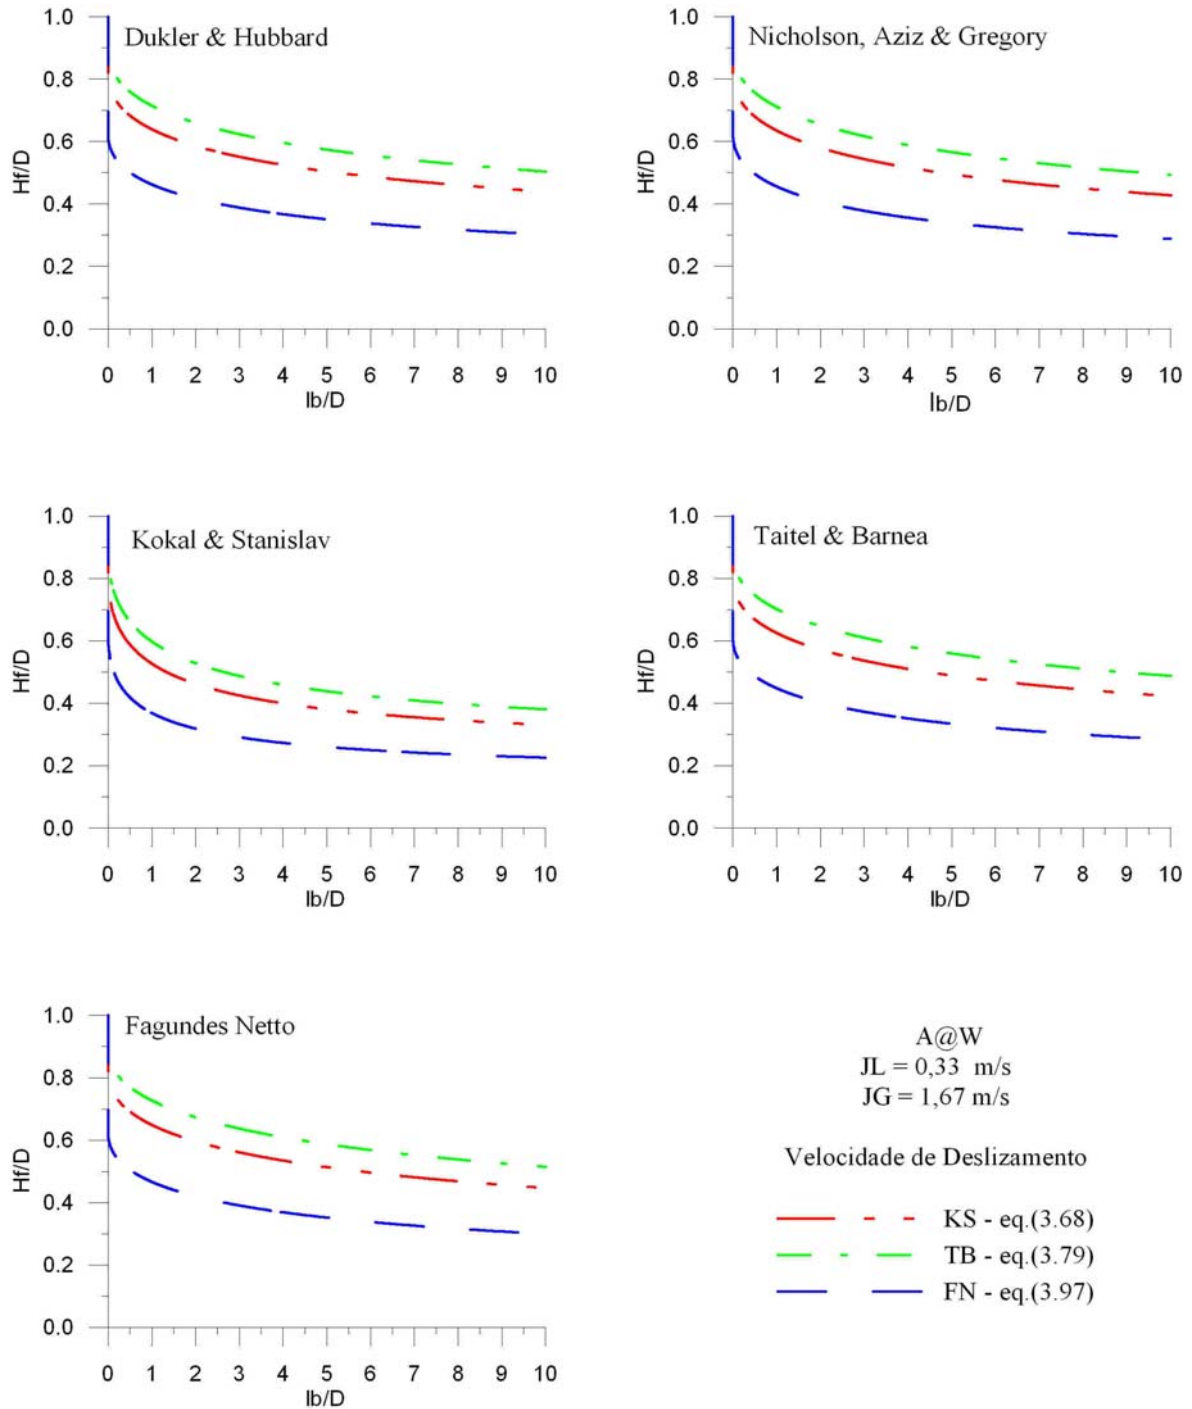 Dukler & Hubbard
Hf/D
1.0
0.8
0.6
0.4
0.2
0.0
0 1 2 3 4 5 6 7 8 9 10
lb/D
Nicholson, Aziz & Gregory
Hf/D
1.0
0.8
0.6
0.4
0.2
0.0
0 1 2 3 4 5 6 7 8 9 10
lb/D
Kokal & Stanislav
Hf/D
1.0
0.8
0.6
0.4
0.2
0.0
0 1 2 3 4 5 6 7 8 9 10
lb/D
Taitel & Barnea
Hf/D
1.0
0.8
0.6
0.4
0.2
0.0
0 1 2 3 4 5 6 7 8 9 10
lb/D
Fagundes Netto
Hf/D
1.0
0.8
0.6
0.4
0.2
0.0
0 1 2 3 4 5 6 7 8 9 10
lb/D
A@W
JL = 0,33 m/s
JG = 1,67 m/s
Velocidade de Deslizamento
KS - eq.(3.68)
TB - eq.(3.79)
FN - eq.(3.97)